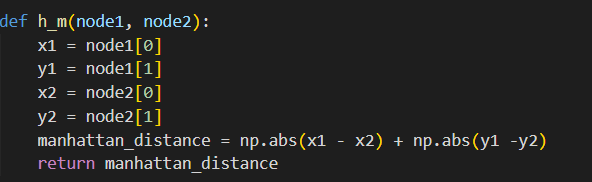 def h_m(node1, node2):
    x1 = node1[0]
    y1 = node1[1]
    x2 = node2[0]
    y2 = node2[1]
    manhattan_distance = np.abs(x1 - x2) + np.abs(y1 -y2)
    return manhattan_distance